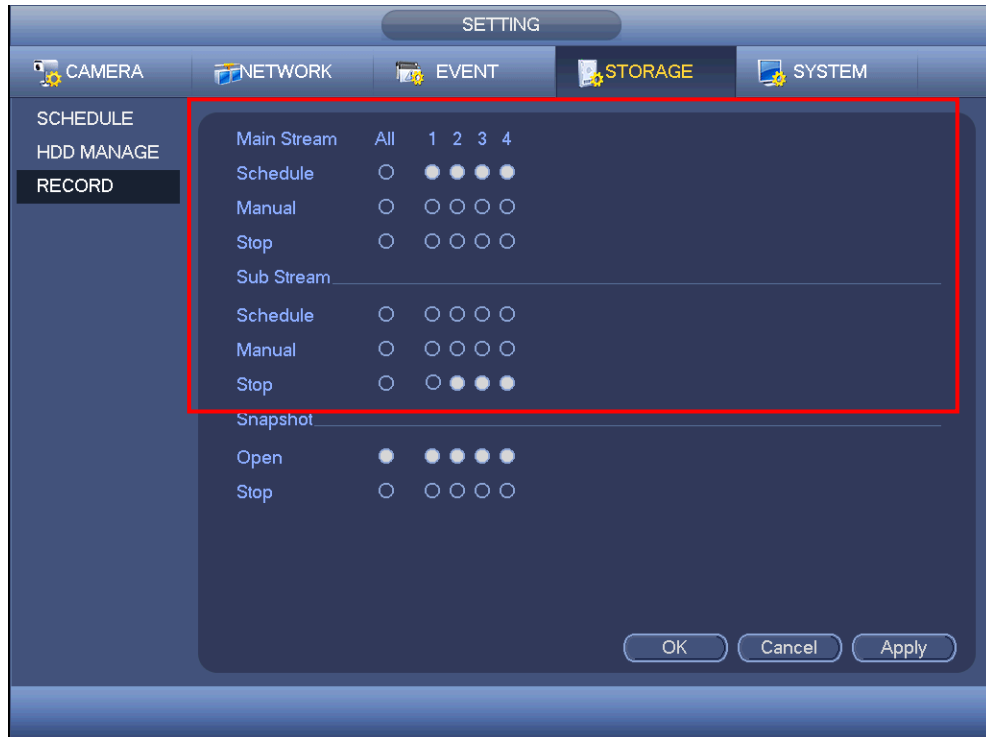 SETTING
CAMERA NETWORK EVENT STORAGE SYSTEM
SCHEDULE
HDD MANAGE
RECORD
Main Stream All 1 2 3 4
Schedule
Manual
Stop
Sub Stream
Schedule
Manual
Stop
Snapshot
Open
Stop
OK Cancel Apply